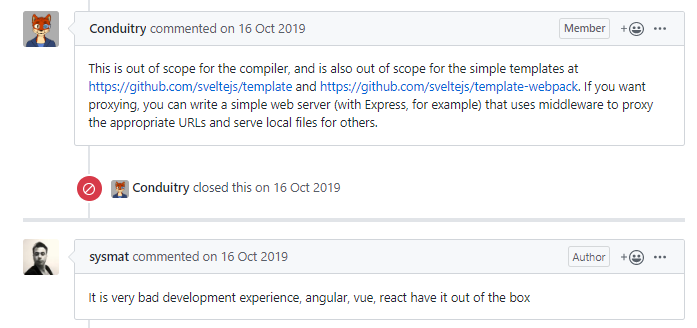 Conduitry commented on 16 Oct 2019 Member
This is out of scope for the compiler, and is also out of scope for the simple templates at
https://github.com/sveltejs/template and https://github.com/sveltejs/template-webpack. If you want
proxying, you can write a simple web server (with Express, for example) that uses middleware to proxy
the appropriate URLs and serve local files for others.
Conduitry closed this on 16 Oct 2019
sysmat commented on 16 Oct 2019 Author
It is very bad development experience, angular, vue, react have it out of the box